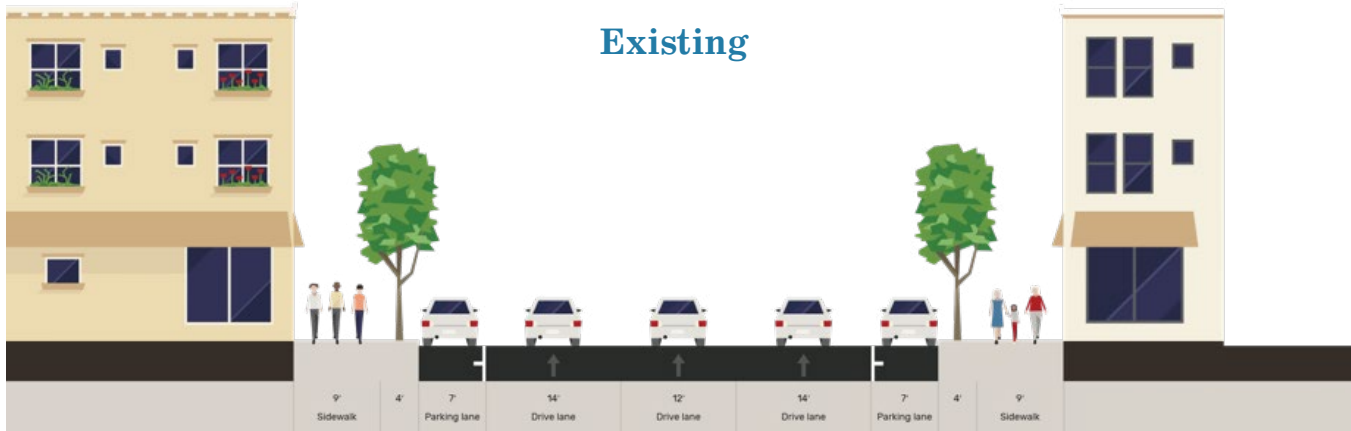 Existing
9' 4' 7' 14' 12' 14' 7' 4' 9'
Sidewalk Parking lane Drive lane Drive lane Drive lane Parking lane Sidewalk